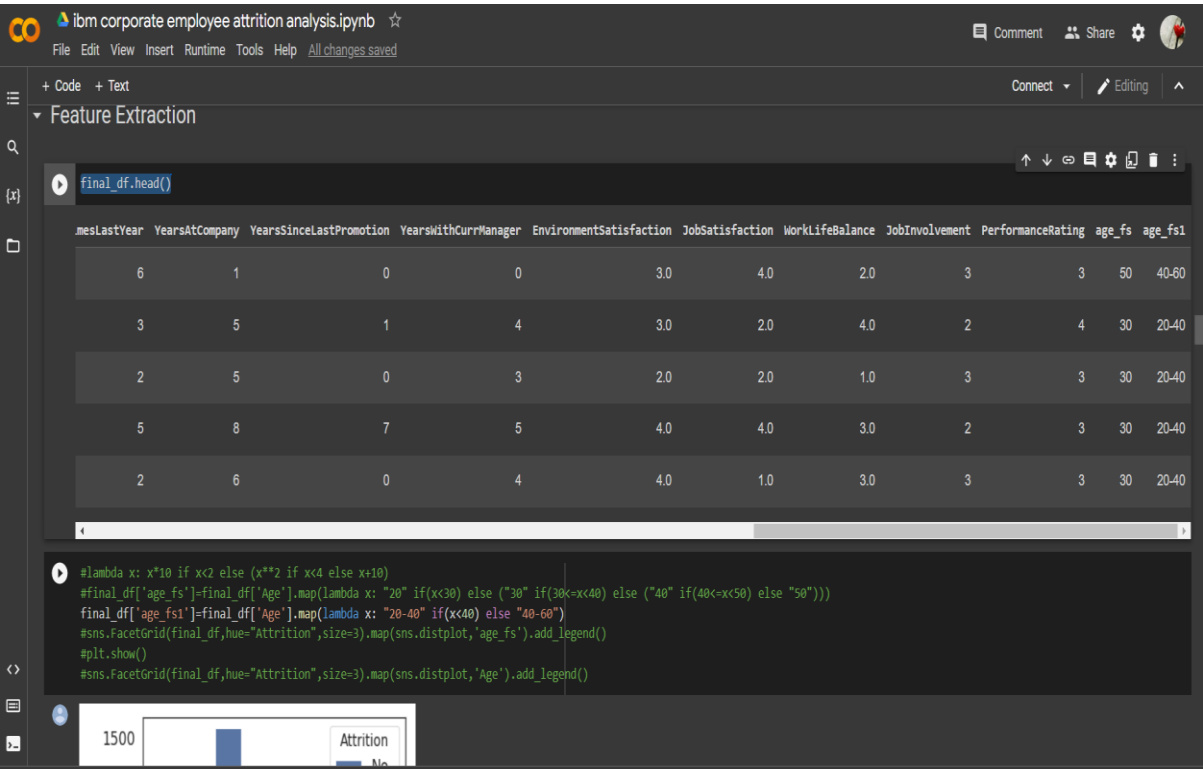 ibm corporate employee attrition analysis.ipynb
File Edit View Insert Runtime Tools Help All changes saved
Comment Share
+ Code + Text
Connect Editing
Feature Extraction
{x}
final_df.head()
mesLastYear YearsAtCompany YearsSinceLastPromotion YearsWithCurrManager EnvironmentSatisfaction JobSatisfaction WorkLifeBalance JobInvolvement PerformanceRating age_fs age_fs1
6 1 0 0 3.0 4.0 2.0 3 3 50 40-60
3 5 1 4 3.0 2.0 4.0 2 4 30 20-40
2 5 0 3 2.0 2.0 1.0 3 3 30 20-40
5 8 7 5 4.0 4.0 3.0 2 3 30 20-40
2 6 0 4 4.0 1.0 3.0 3 3 30 20-40
#lambda x: x*10 if x<2 else (x**2 if x<4 else x+10)
#final_df['age_fs']=final_df['Age'].map(lambda x: "20" if(x<30) else ("30" if(30<=x<40) else ("40" if(40<=x<50) else "50")))
final_df['age_fs1']=final_df['Age'].map(lambda x: "20-40" if(x<40) else "40-60")
#sns.FacetGrid(final_df,hue="Attrition",size=3).map(sns.distplot,'age_fs').add_legend()
#plt.show()
#sns.FacetGrid(final_df,hue="Attrition",size=3).map(sns.distplot,'Age').add_legend()
1500
Attrition
No